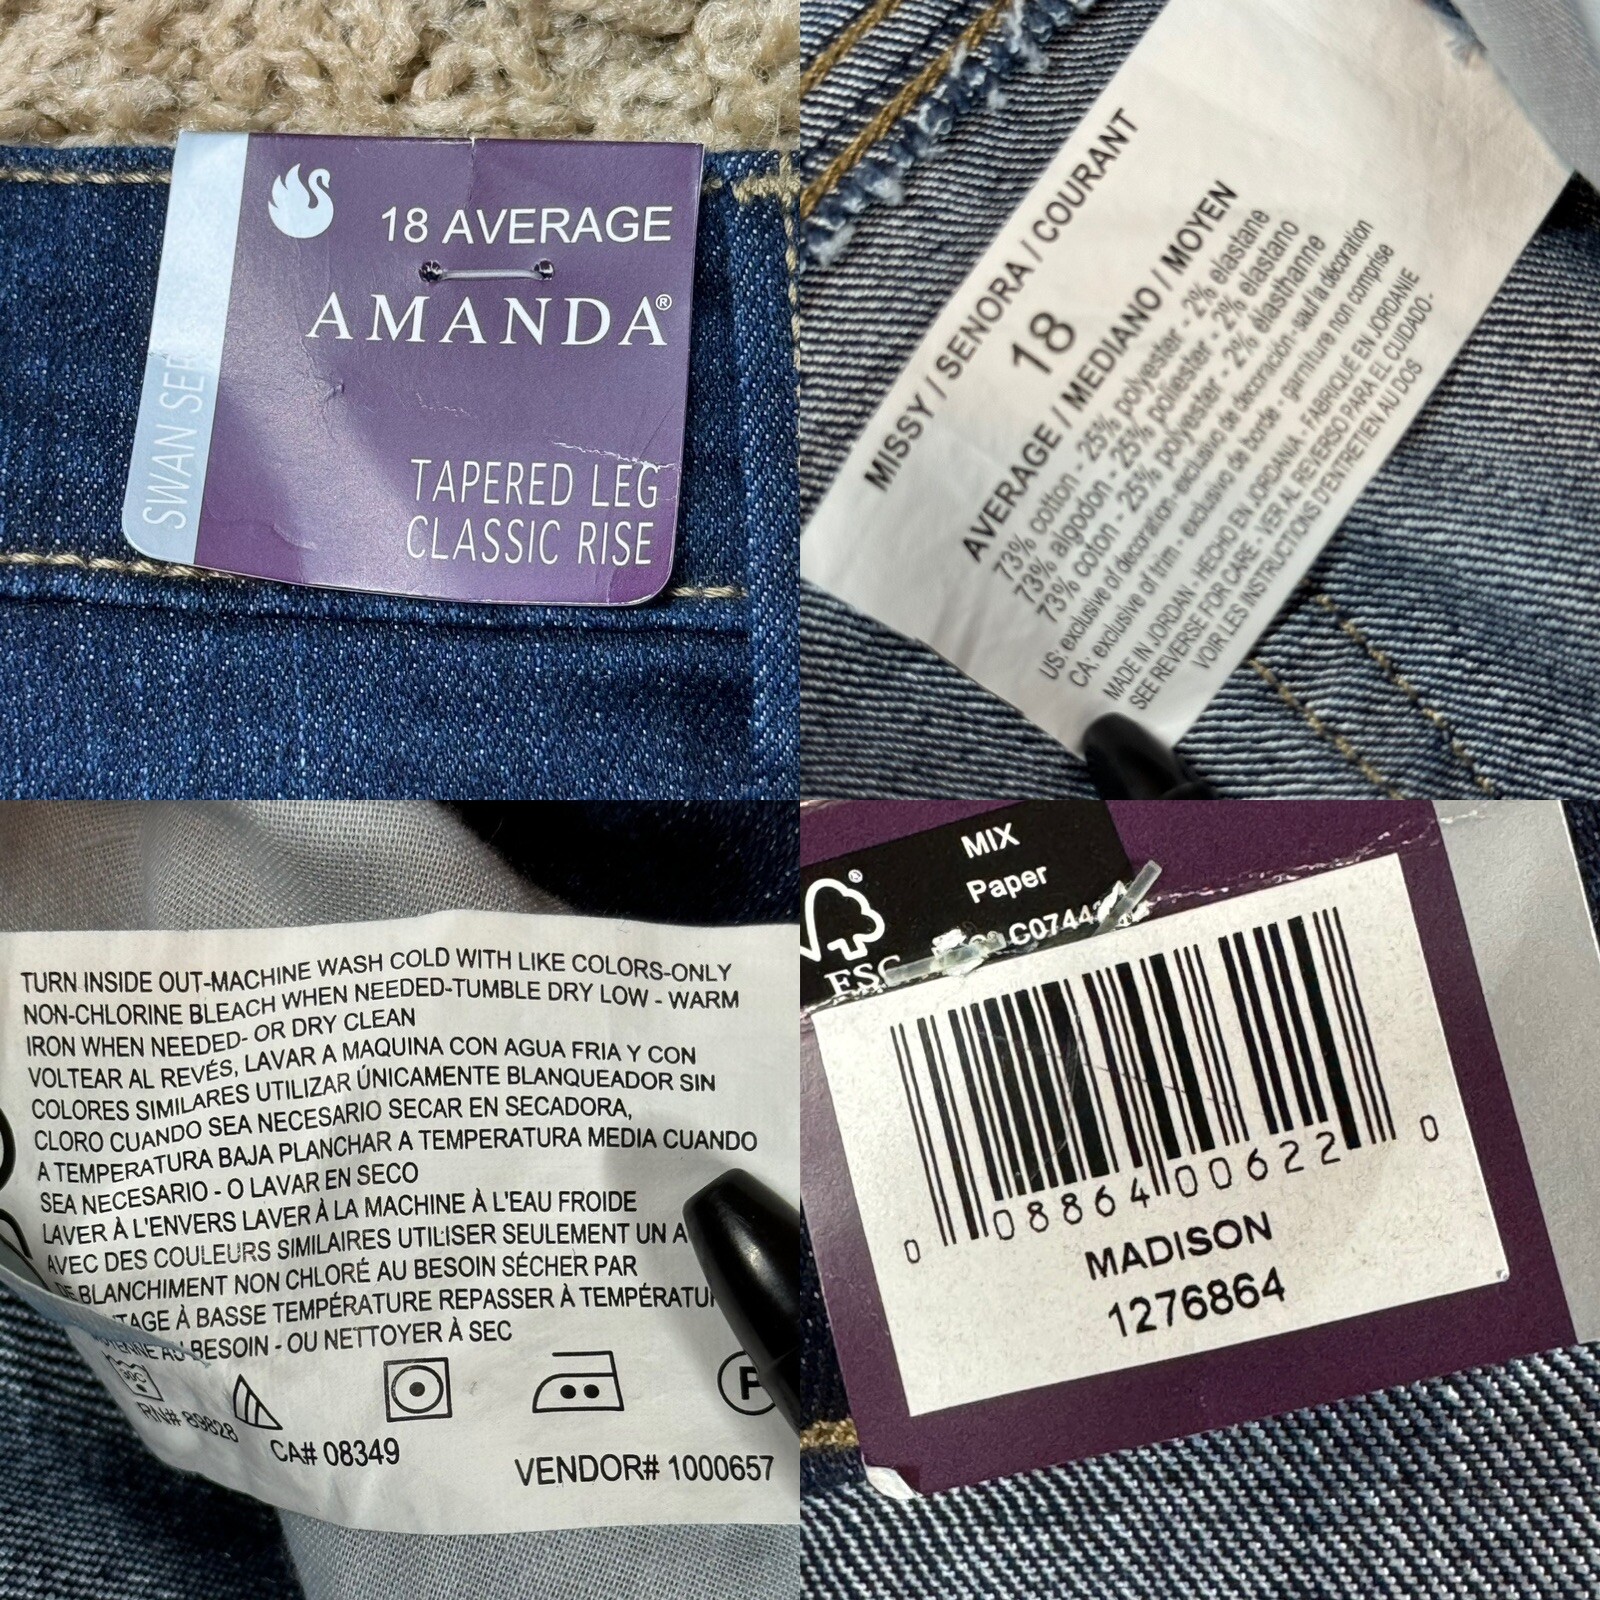 18 AVERAGE
AMANDA®
TAPERED LEG
CLASSIC RISE
SWAN SER
MISSY / SENORA / COURANT
18
AVERAGE / MEDIANO / MOYEN
73% cotton - 25% polyester - 2% elastane
73% algodon - 25% poliester - 2% elastano
73% coton - 25% polyester - 2% élasthanne
US: exclusive of decoration - exclusivo de decoración - sauf la décoration
CA: exclusive of trim - exclusivo de borde - garniture non comprise
MADE IN JORDAN - HECHO EN JORDANIA - FABRIQUÉ EN JORDANIE
SEE REVERSE FOR CARE - VER AL REVERSO PARA EL CUIDADO -
VOIR LES INSTRUCTIONS D'ENTRETIEN AU DOS
TURN INSIDE OUT-MACHINE WASH COLD WITH LIKE COLORS-ONLY
NON-CHLORINE BLEACH WHEN NEEDED-TUMBLE DRY LOW - WARM
IRON WHEN NEEDED- OR DRY CLEAN
VOLTEAR AL REVÉS, LAVAR A MAQUINA CON AGUA FRIA Y CON
COLORES SIMILARES UTILIZAR ÚNICAMENTE BLANQUEADOR SIN
CLORO CUANDO SEA NECESARIO SECAR EN SECADORA,
A TEMPERATURA BAJA PLANCHAR A TEMPERATURA MEDIA CUANDO
SEA NECESARIO - O LAVAR EN SECO
LAVER À L'ENVERS LAVER À LA MACHINE À L'EAU FROIDE
AVEC DES COULEURS SIMILAIRES UTILISER SEULEMENT UN A
DE BLANCHIMENT NON CHLORÉ AU BESOIN SÉCHER PAR
TAGE À BASSE TEMPÉRATURE REPASSER À TEMPÉRATU
AU BESOIN - OU NETTOYER À SEC
30C
P
RN# 89828
CA# 08349
VENDOR# 1000657
MIX
Paper
FSC
®
0 08864 00622 0
MADISON
1276864